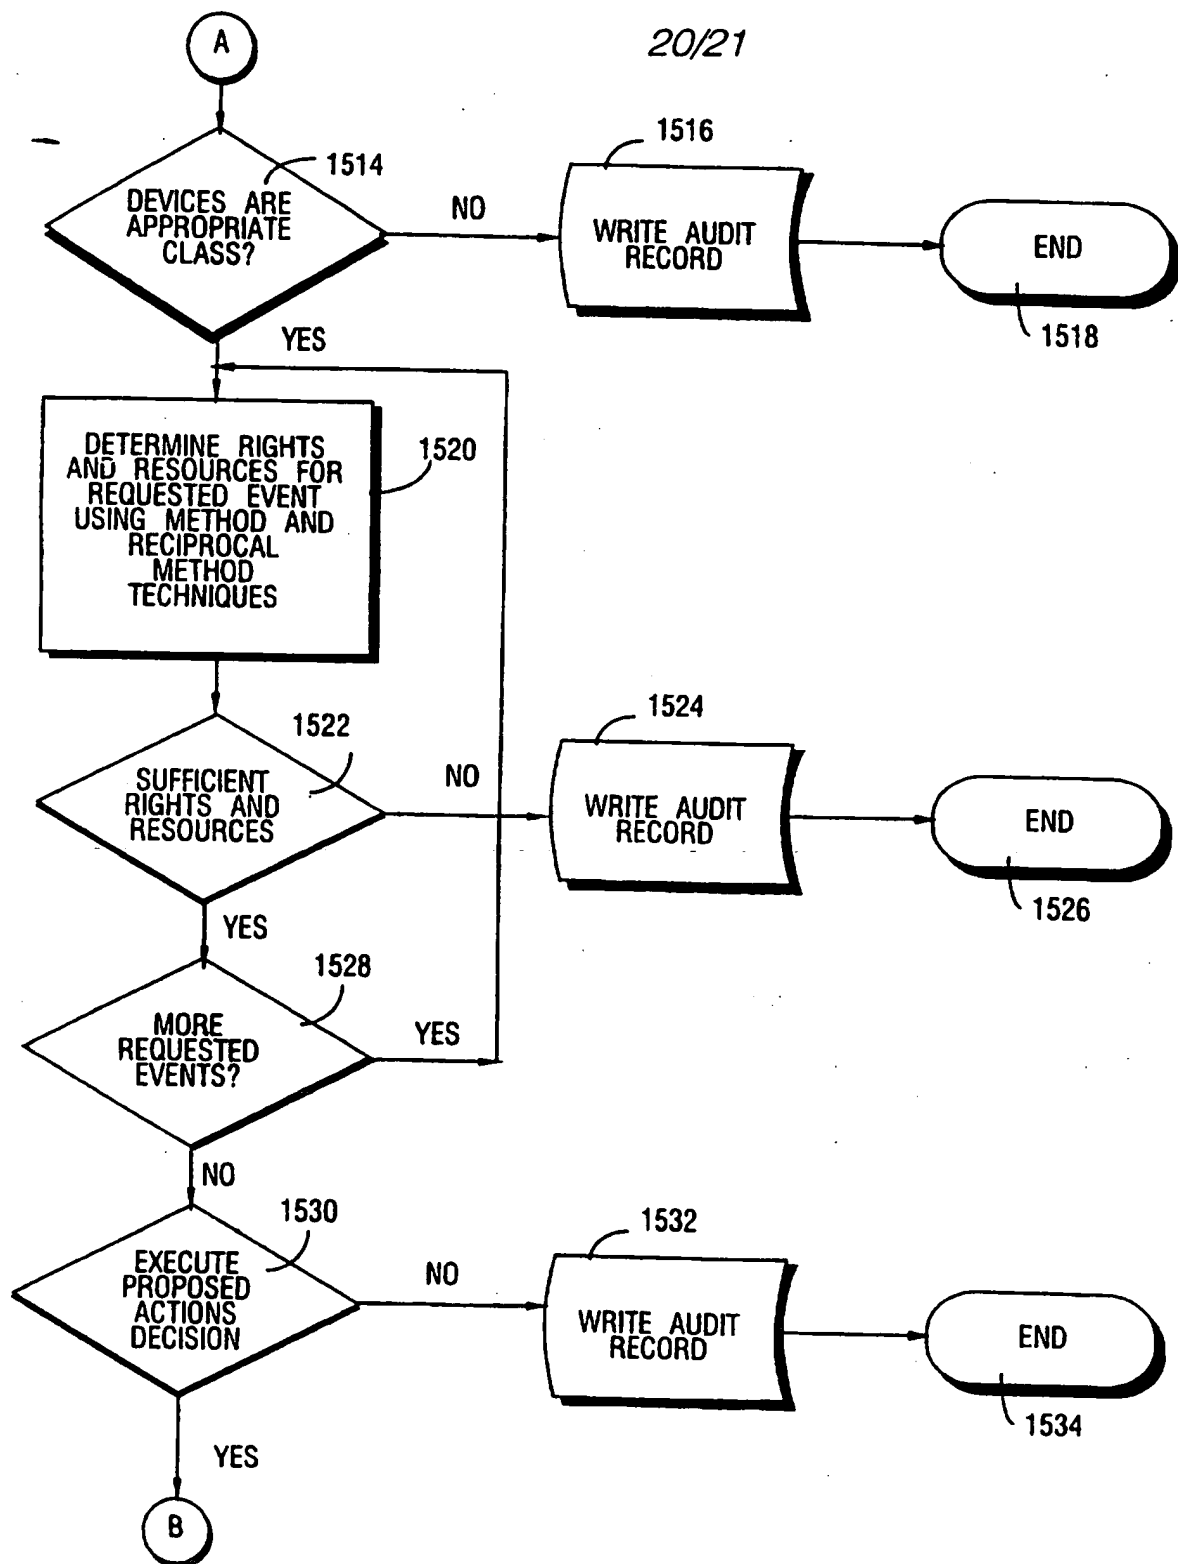 A
20/21
1514
DEVICES ARE
APPROPRIATE
CLASS?
NO
1516
WRITE AUDIT
RECORD
END
1518
YES
DETERMINE RIGHTS
AND RESOURCES FOR
REQUESTED EVENT
USING METHOD AND
RECIPROCAL
METHOD
TECHNIQUES
1520
1522
SUFFICIENT
RIGHTS AND
RESOURCES
NO
1524
WRITE AUDIT
RECORD
END
1526
YES
1528
MORE
REQUESTED
EVENTS?
YES
NO
1530
EXECUTE
PROPOSED
ACTIONS
DECISION
NO
1532
WRITE AUDIT
RECORD
END
1534
YES
B